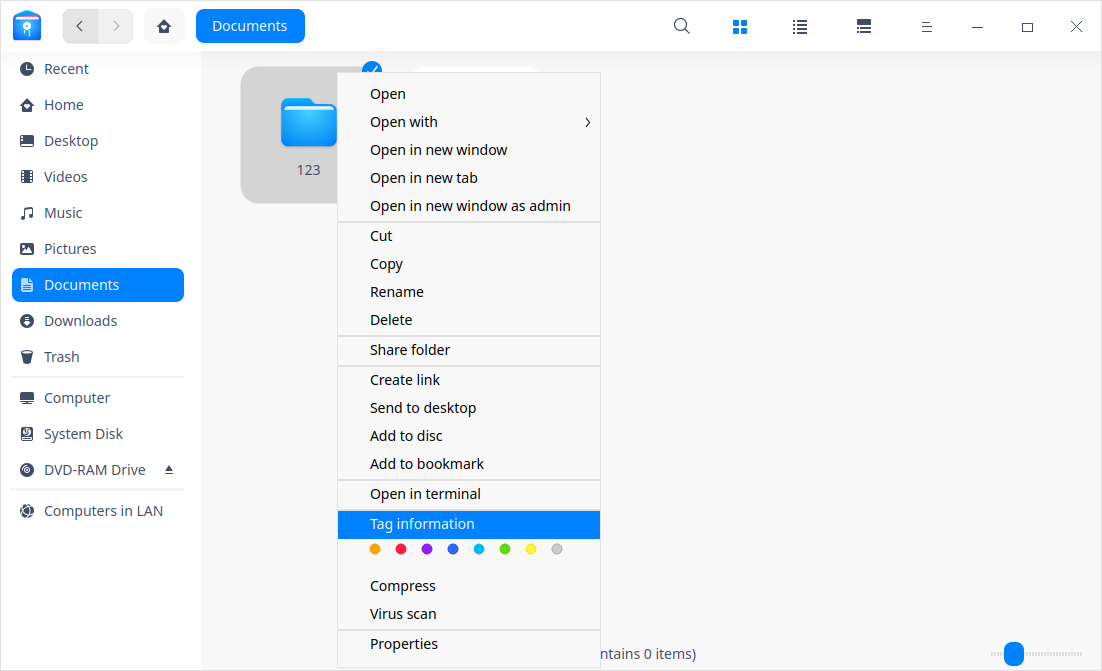 Documents
Recent
Home
Desktop
Videos
Music
Pictures
Documents
Downloads
Trash
Computer
System Disk
DVD-RAM Drive
Computers in LAN
123
Open
Open with
Open in new window
Open in new tab
Open in new window as admin
Cut
Copy
Rename
Delete
Share folder
Create link
Send to desktop
Add to disc
Add to bookmark
Open in terminal
Tag information
Compress
Virus scan
Properties
ntains 0 items)